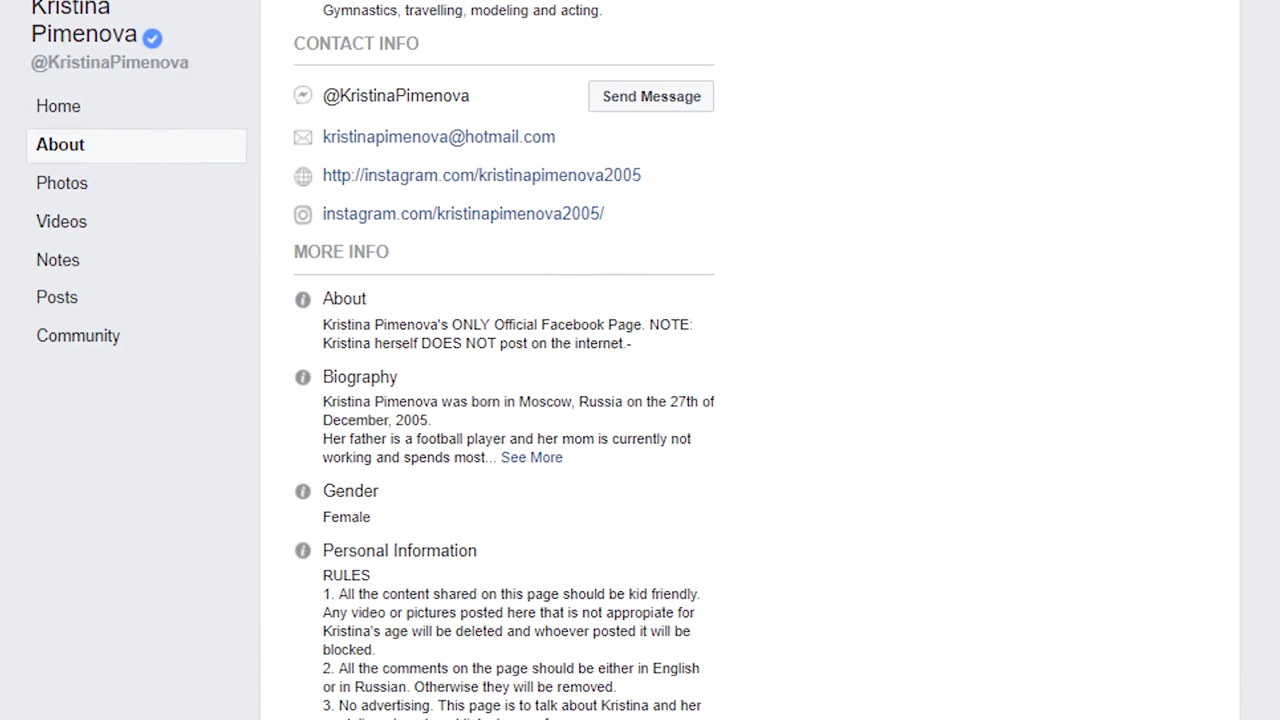 Kristina
Pimenova
@KristinaPimenova
Home
About
Photos
Videos
Notes
Posts
Community
Gymnastics, travelling, modeling and acting.
CONTACT INFO
@KristinaPimenova
Send Message
kristinapimenova@hotmail.com
http://instagram.com/kristinapimenova2005
instagram.com/kristinapimenova2005/
MORE INFO
About
Kristina Pimenova's ONLY Official Facebook Page. NOTE:
Kristina herself DOES NOT post on the internet.-
Biography
Kristina Pimenova was born in Moscow, Russia on the 27th of
December, 2005.
Her father is a football player and her mom is currently not
working and spends most... See More
Gender
Female
Personal Information
RULES
1. All the content shared on this page should be kid friendly.
Any video or pictures posted here that is not appropiate for
Kristina's age will be deleted and whoever posted it will be
blocked.
2. All the comments on the page should be either in English
or in Russian. Otherwise they will be removed.
3. No advertising. This page is to talk about Kristina and her